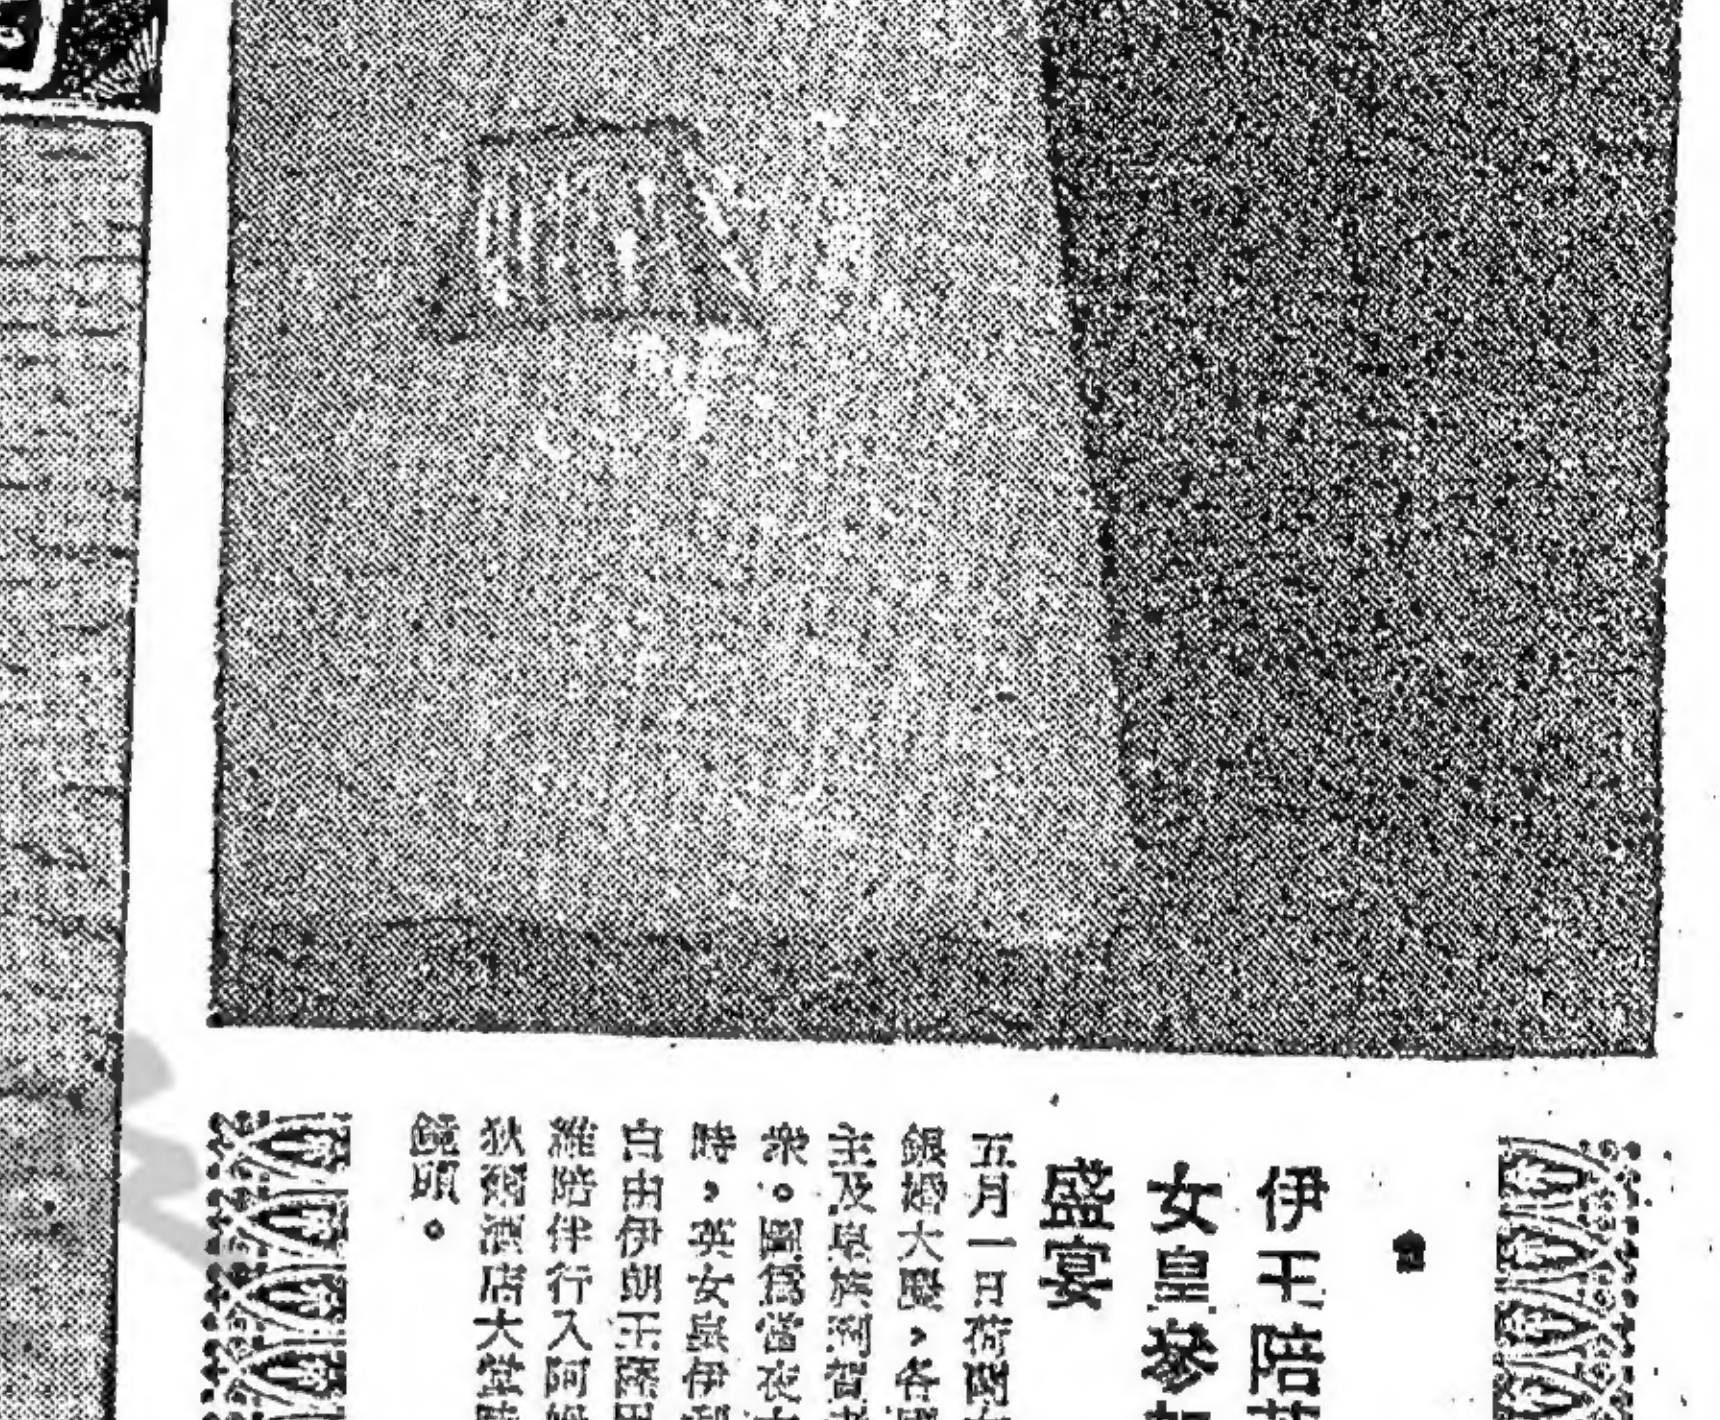 伊王陪英
女皇參加
盛宴
五月一日荷蘭
銀婚大慶，各國
主及皇族到賀者
衆。圖爲當夜
時，英女皇伊
白由伊朗王
維陪伴行入阿
狄爾酒店大堂時
鏡頭。